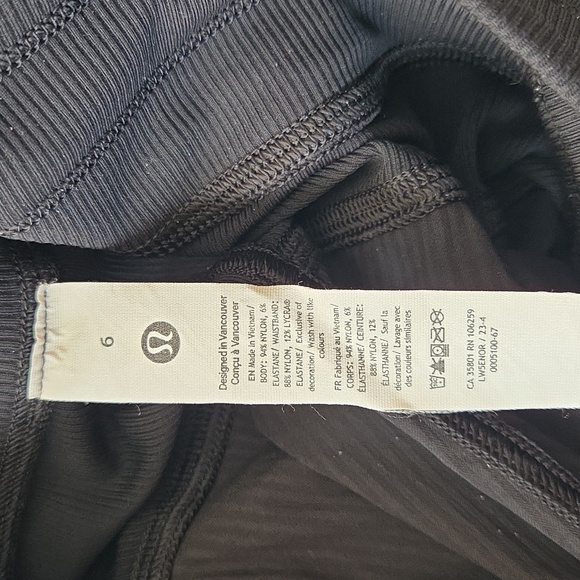 6
Designed in Vancouver
Conçu à Vancouver
EN Made in Vietnam/
BODY: 94% NYLON, 6%
ELASTANE/ WAISTBAND:
88% NYLON, 12% LYCRA®
ELASTANE/ Exclusive of
decoration/ Wash with like
colours
FR Fabriqué au Vietnam/
CORPS: 94% NYLON, 6%
ÉLASTHANNE/ CEINTURE:
88% NYLON, 12%
ÉLASTHANNE/ Sauf la
décoration/ Lavage avec
des couleurs similaires
CA 35801 RN 106259
LW5ENOR / 23-4
0005100-67